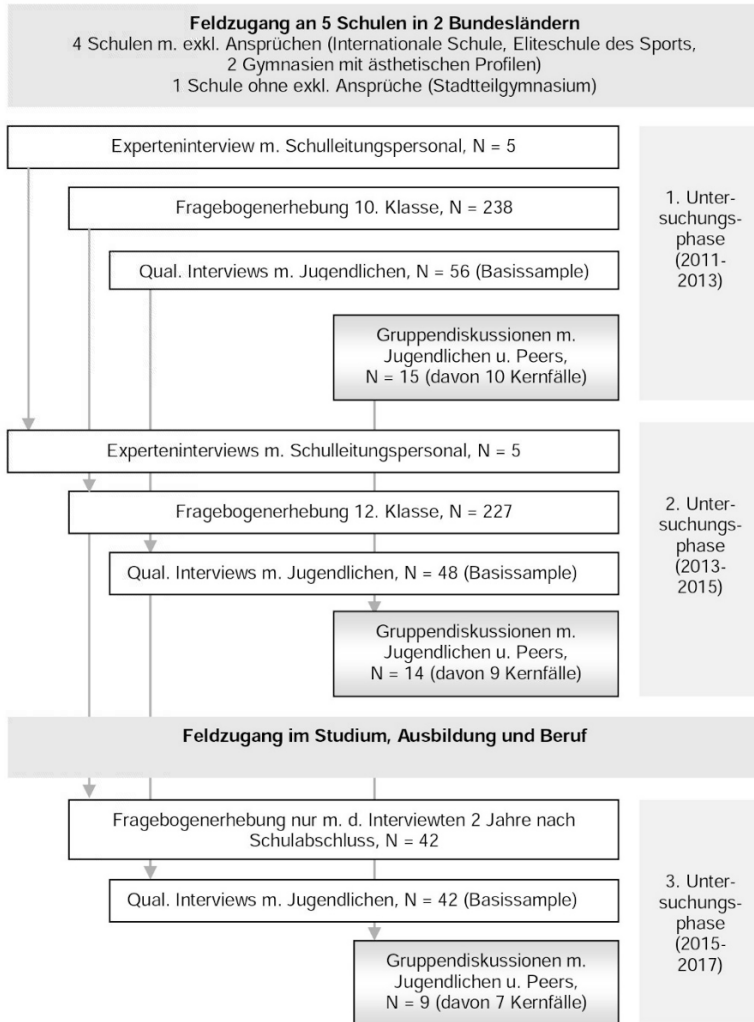 Feldzugang an 5 Schulen in 2 Bundesländern
4 Schulen m. exkl. Ansprüchen (Internationale Schule, Eliteschule des Sports,
2 Gymnasien mit ästhetischen Profilen)
1 Schule ohne exkl. Ansprüche (Stadtteilgymnasium)
Experteninterview m. Schulleitungspersonal, N = 5
Fragebogenerhebung 10. Klasse, N = 238
Qual. Interviews m. Jugendlichen, N = 56 (Basissample)
Gruppendiskussionen m.
Jugendlichen u. Peers,
N = 15 (davon 10 Kernfälle)
1. Unter-
suchungs-
phase
(2011-
2013)
Experteninterviews m. Schulleitungspersonal, N = 5
Fragebogenerhebung 12. Klasse, N = 227
Qual. Interviews m. Jugendlichen, N = 48 (Basissample)
Gruppendiskussionen m.
Jugendlichen u. Peers,
N = 14 (davon 9 Kernfälle)
2. Unter-
suchungs-
phase
(2013-
2015)
Feldzugang im Studium, Ausbildung und Beruf
Fragebogenerhebung nur m. d. Interviewten 2 Jahre nach
Schulabschluss, N = 42
Qual. Interviews m. Jugendlichen, N = 42 (Basissample)
Gruppendiskussionen m.
Jugendlichen u. Peers,
N = 9 (davon 7 Kernfälle)
3. Unter-
suchungs-
phase
(2015-
2017)